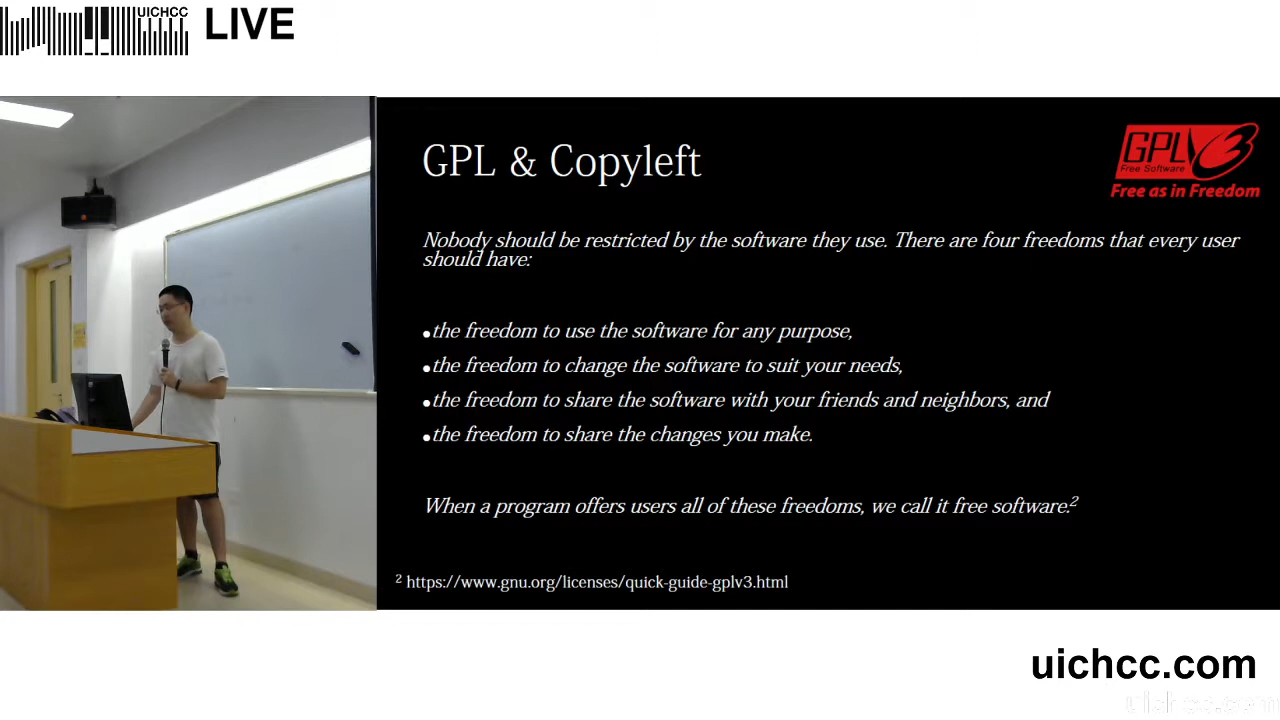 UICHCC
LIVE
GPL & Copyleft
GPLv3
Free Software
Free as in Freedom
Nobody should be restricted by the software they use. There are four freedoms that every user
should have:
•the freedom to use the software for any purpose,
•the freedom to change the software to suit your needs,
•the freedom to share the software with your friends and neighbors, and
•the freedom to share the changes you make.
When a program offers users all of these freedoms, we call it free software.²
² https://www.gnu.org/licenses/quick-guide-gplv3.html
uichcc.com
uichcc.com